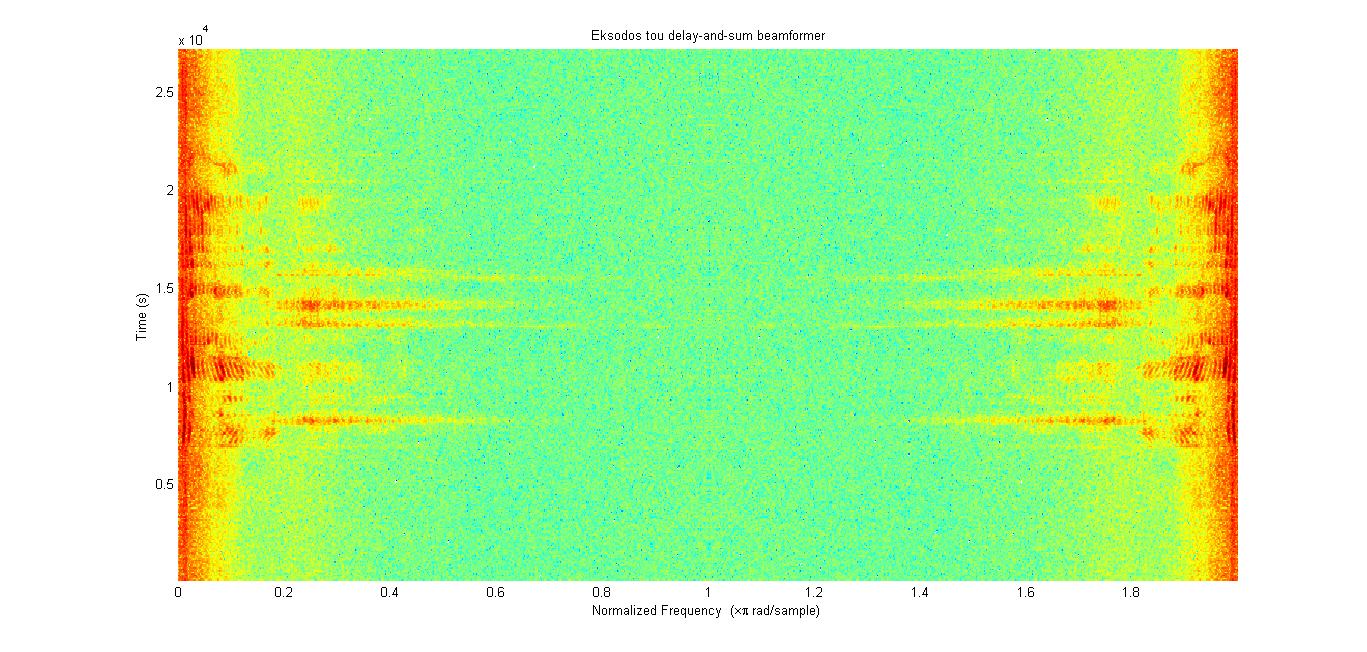 Eksodos tou delay-and-sum beamformer
x 10^4
2.5
2
1.5
1
0.5
Time (s)
0 0.2 0.4 0.6 0.8 1 1.2 1.4 1.6 1.8
Normalized Frequency (×π rad/sample)